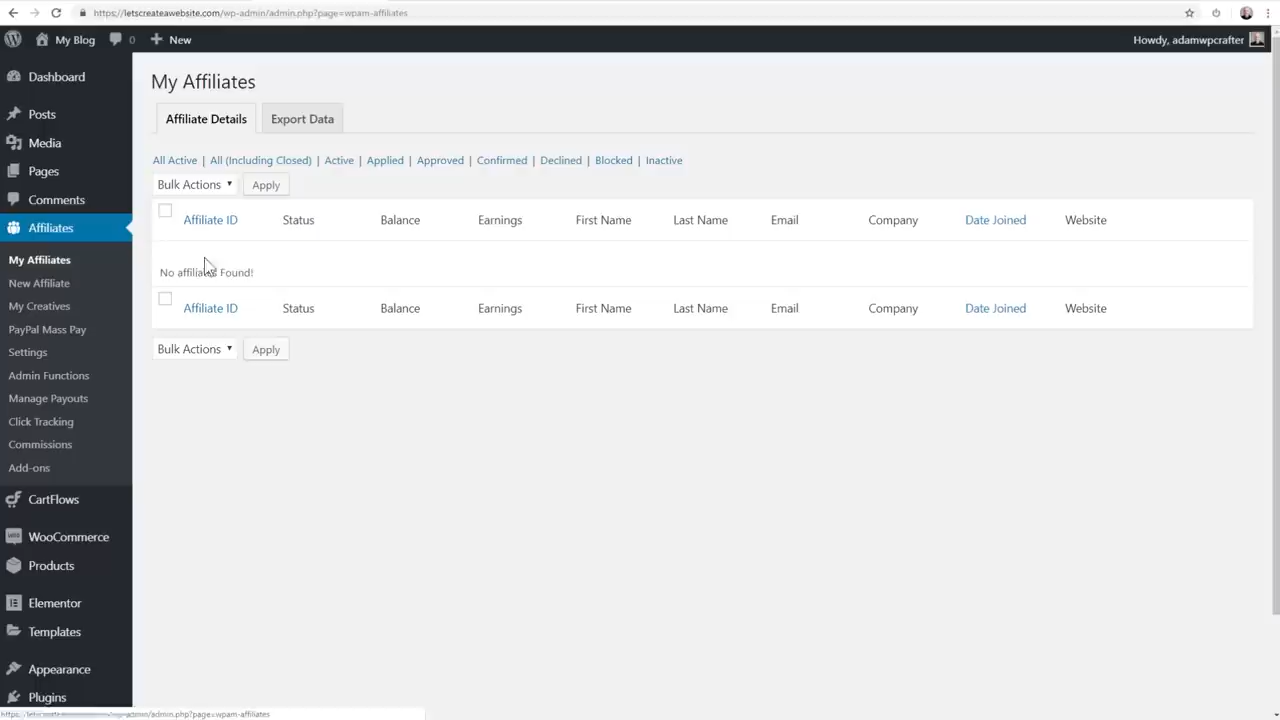 https://letscreateawebsite.com/wp-admin/admin.php?page=wpam-affiliates
My Blog 0 New Howdy, adamwpcrafter
Dashboard
Posts
Media
Pages
Comments
Affiliates
My Affiliates
New Affiliate
My Creatives
PayPal Mass Pay
Settings
Admin Functions
Manage Payouts
Click Tracking
Commissions
Add-ons
CartFlows
WooCommerce
Products
Elementor
Templates
Appearance
Plugins
My Affiliates
Affiliate Details Export Data
All Active | All (Including Closed) | Active | Applied | Approved | Confirmed | Declined | Blocked | Inactive
Bulk Actions Apply
Affiliate ID Status Balance Earnings First Name Last Name Email Company Date Joined Website
No affiliates Found!
Affiliate ID Status Balance Earnings First Name Last Name Email Company Date Joined Website
Bulk Actions Apply